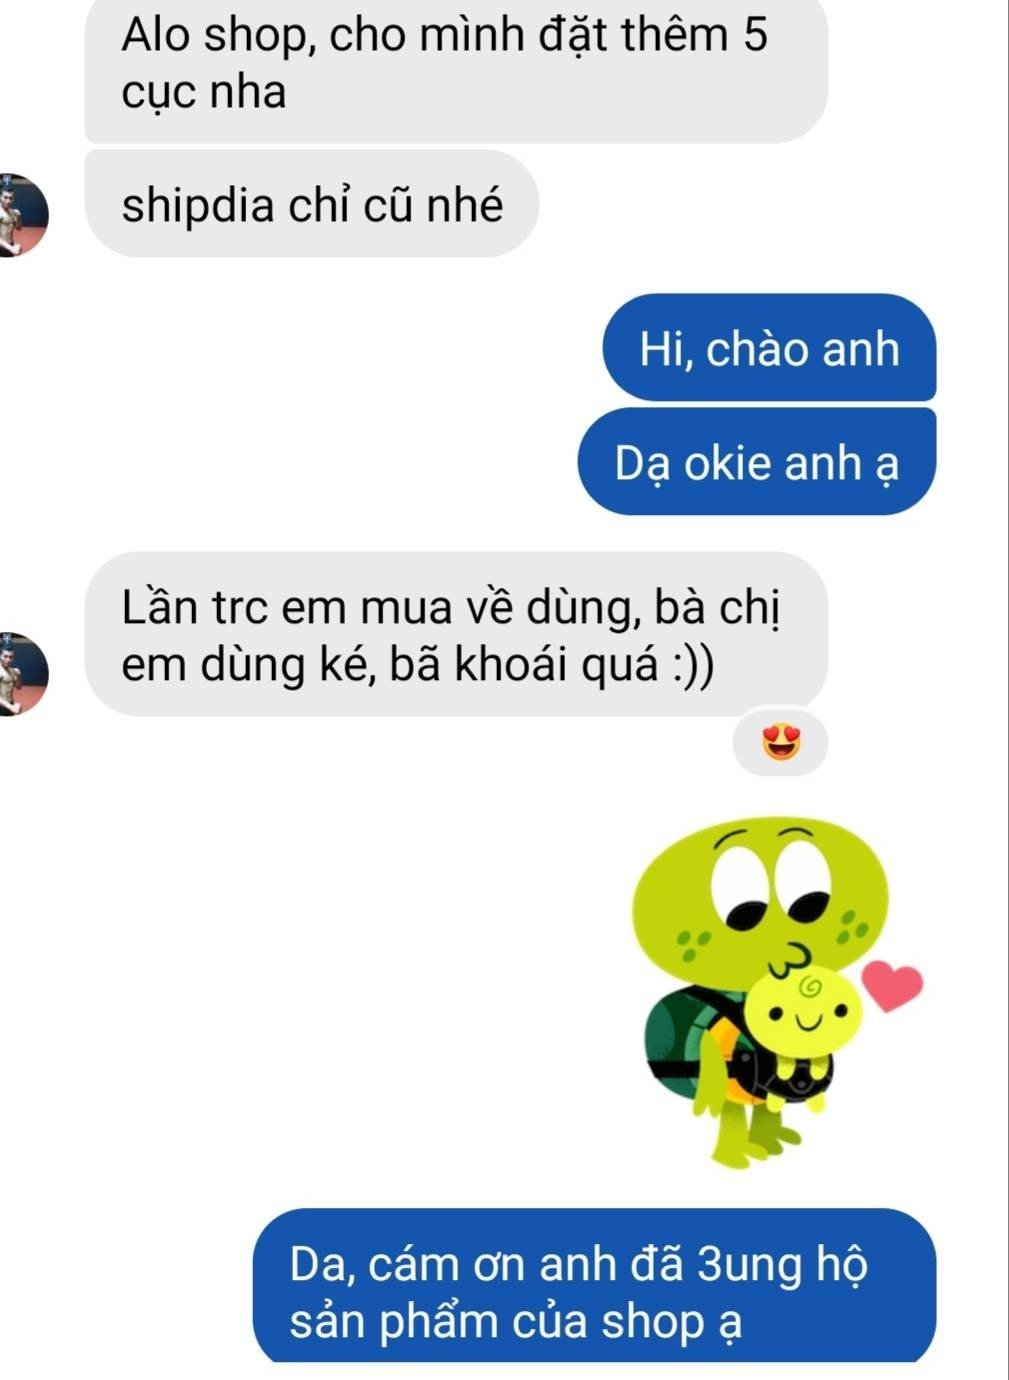 Alo shop, cho mình đặt thêm 5
cục nha
shipdia chỉ cũ nhé
Hi, chào anh
Dạ okie anh ạ
Lần trc em mua về dùng, bà chị
em dùng ké, bã khoái quá :))
Da, cám ơn anh đã 3ung hộ
sản phẩm của shop ạ